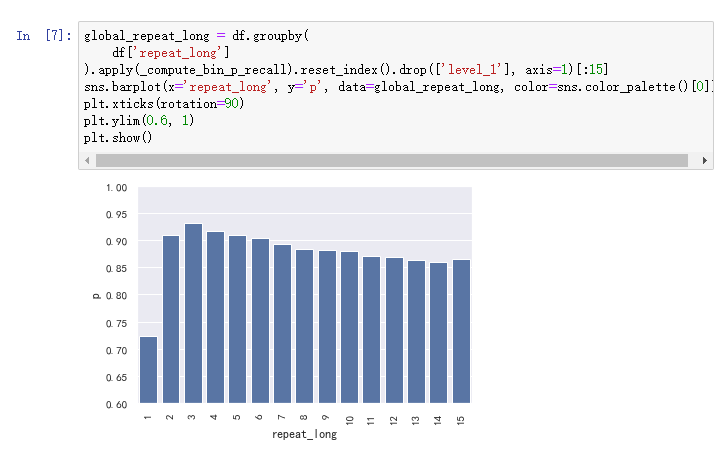 In [7]:
global_repeat_long = df.groupby(
    df['repeat_long']
).apply(_compute_bin_p_recall).reset_index().drop(['level_1'], axis=1)[:15]
sns.barplot(x='repeat_long', y='p', data=global_repeat_long, color=sns.color_palette()[0])
plt.xticks(rotation=90)
plt.ylim(0.6, 1)
plt.show()
1.00
0.95
0.90
0.85
0.80
0.75
0.70
0.65
0.60
p
1 2 3 4 5 6 7 8 9 10 11 12 13 14 15
repeat_long